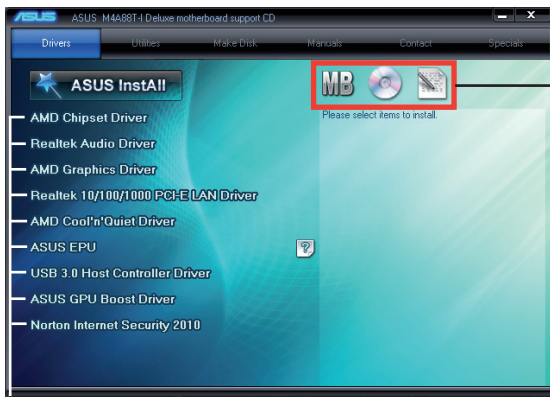 ASUS ASUS M4A88T-I Deluxe motherboard support CD
Drivers Utilities Make Disk Manuals Contact Specials
ASUS InstAll
MB
Please select items to install.
AMD Chipset Driver
Realtek Audio Driver
AMD Graphics Driver
Realtek 10/100/1000 PCI-E LAN Driver
AMD Cool'n'Quiet Driver
ASUS EPU
?
USB 3.0 Host Controller Driver
ASUS GPU Boost Driver
Norton Internet Security 2010